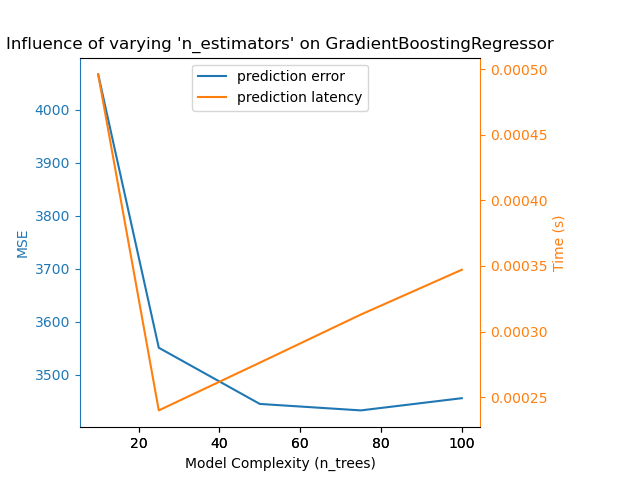 Influence of varying 'n_estimators' on GradientBoostingRegressor
prediction error
prediction latency
MSE
4000
3900
3800
3700
3600
3500
0.00050
0.00045
0.00040
0.00035
0.00030
0.00025
Time (s)
20 40 60 80 100
Model Complexity (n_trees)